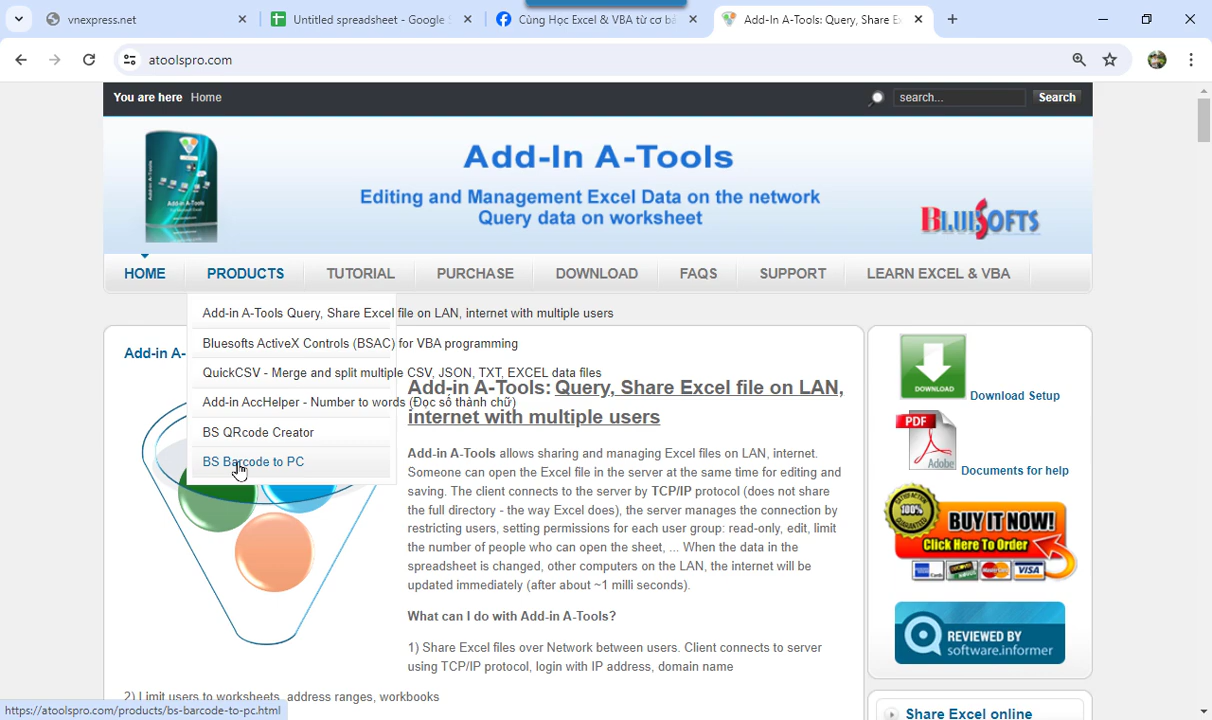 vnexpress.net
Untitled spreadsheet - Google S
Cùng Học Excel & VBA từ cơ bả
Add-In A-Tools: Query, Share Ex
atoolspro.com
You are here Home
search...
Search
Add-In A-Tools
Editing and Management Excel Data on the network
Query data on worksheet
BLUESOFTS
HOME
PRODUCTS
TUTORIAL
PURCHASE
DOWNLOAD
FAQS
SUPPORT
LEARN EXCEL & VBA
Add-in A-Tools Query, Share Excel file on LAN, internet with multiple users
Bluesofts ActiveX Controls (BSAC) for VBA programming
QuickCSV - Merge and split multiple CSV, JSON, TXT, EXCEL data files
Add-in AccHelper - Number to words (Đọc số thành chữ)
BS QRcode Creator
BS Barcode to PC
Add-in A-
Add-in A-Tools: Query, Share Excel file on LAN,
internet with multiple users
Add-in A-Tools allows sharing and managing Excel files on LAN, internet.
Someone can open the Excel file in the server at the same time for editing and
saving. The client connects to the server by TCP/IP protocol (does not share
the full directory - the way Excel does), the server manages the connection by
restricting users, setting permissions for each user group: read-only, edit, limit
the number of people who can open the sheet, ... When the data in the
spreadsheet is changed, other computers on the LAN, the internet will be
updated immediately (after about ~1 milli seconds).
What can I do with Add-in A-Tools?
1) Share Excel files over Network between users. Client connects to server
using TCP/IP protocol, login with IP address, domain name
2) Limit users to worksheets, address ranges, workbooks
Download Setup
PDF
Adobe
Documents for help
SATISFACTION
100%
BUY IT NOW!
Click Here To Order
VISA
REVIEWED BY
software.informer
Share Excel online
https://atoolspro.com/products/bs-barcode-to-pc.html